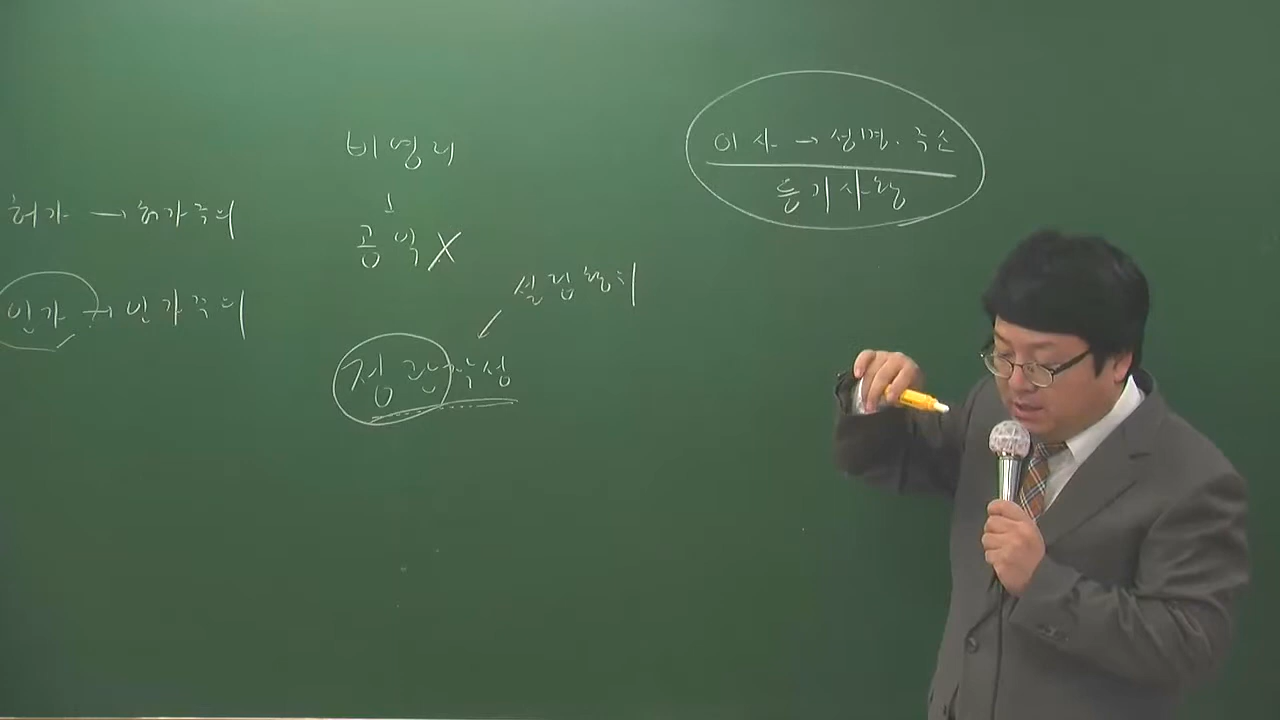 허가 → 허가주의
인가 → 인가주의
비영리
공익 X
설립행위
정관작성
이사 → 성명·주소
등기사항